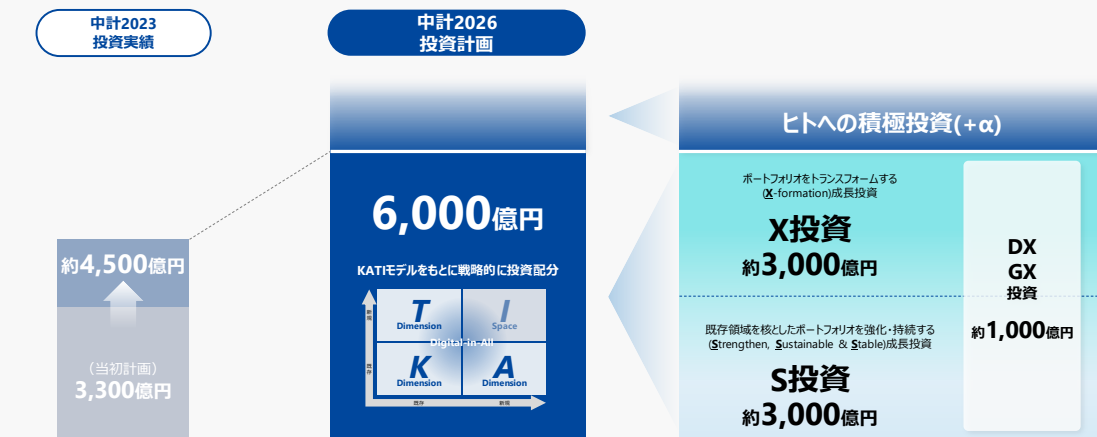 中計2023
投資実績
中計2026
投資計画
約4,500億円
(当初計画)
3,300億円
6,000億円
KATIモデルをもとに戦略的に投資配分
新規
既存
T
Dimension
I
Space
Digital-in-All
K
Dimension
A
Dimension
既存
新規
ヒトへの積極投資(+α)
ポートフォリオをトランスフォームする
(X-formation)成長投資
X投資
約3,000億円
既存領域を核としたポートフォリオを強化・持続する
(Strengthen, Sustainable & Stable)成長投資
S投資
約3,000億円
DX
GX
投資
約1,000億円